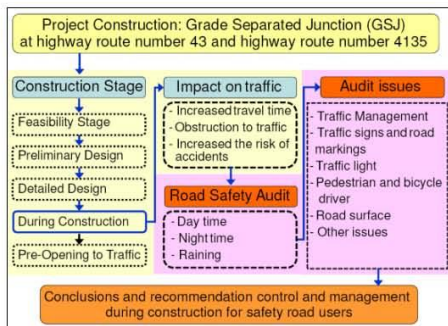 Project Construction: Grade Separated Junction (GSJ)
at highway route number 43 and highway route number 4135
Construction Stage
Feasibility Stage
Preliminary Design
Detailed Design
During Construction
Pre-Opening to Traffic
Impact on traffic
- Increased travel time
- Obstruction to traffic
- Increased the risk of
accidents
Road Safety Audit
- Day time
- Night time
- Raining
Audit issues
- Traffic Management
- Traffic signs and road
markings
- Traffic light
- Pedestrian and bicycle
driver
- Road surface
- Other issues
Conclusions and recommendation control and management
during construction for safety road users